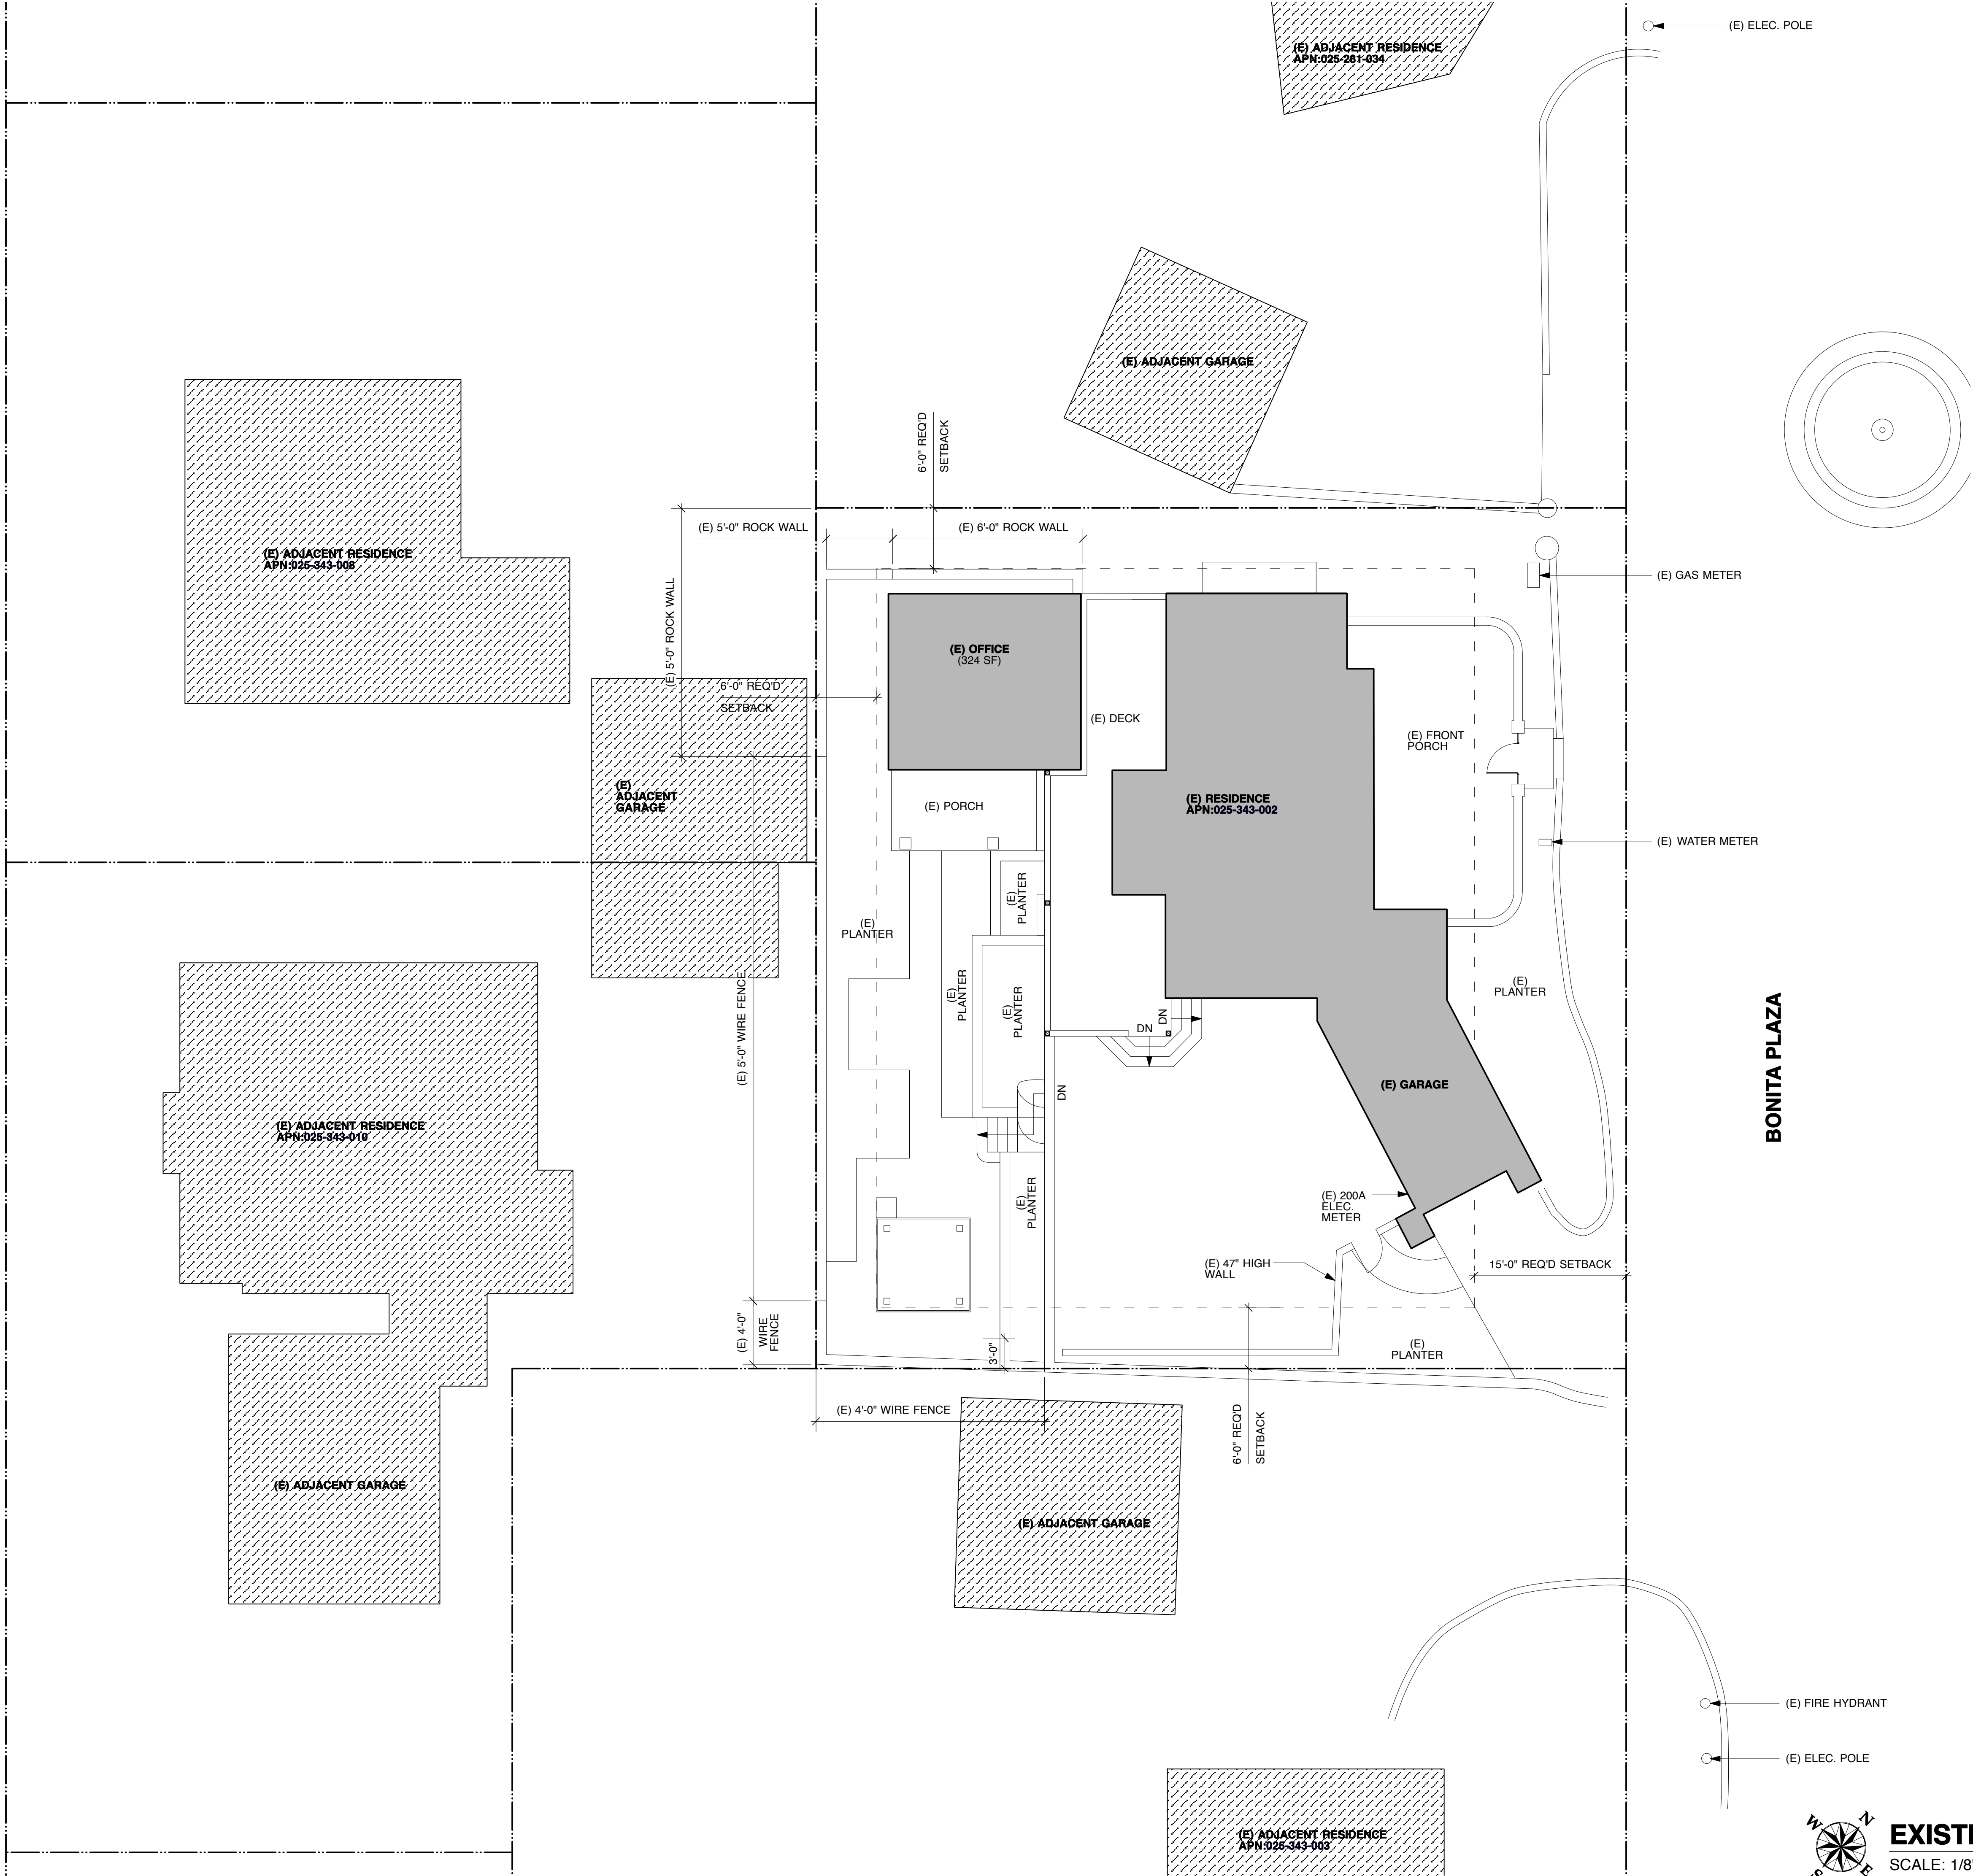 (E) ELEC. POLE
(E) ADJACENT RESIDENCE
APN:025-281-034
(E) ADJACENT GARAGE
6'-0" REQ'D
SETBACK
(E) 5'-0" ROCK WALL
(E) 6'-0" ROCK WALL
(E) ADJACENT RESIDENCE
APN:025-343-008
(E) 5'-0" ROCK WALL
(E) GAS METER
(E) OFFICE
(324 SF)
6'-0" REQ'D
SETBACK
(E) DECK
(E) FRONT
PORCH
(E)
ADJACENT
GARAGE
(E) PORCH
(E) RESIDENCE
APN:025-343-002
(E) WATER METER
(E)
PLANTER
(E)
PLANTER
(E)
PLANTER
(E)
PLANTER
(E)
PLANTER
(E) 5'-0" WIRE FENCE
DN
DN
DN
BONITA PLAZA
(E) GARAGE
(E) ADJACENT RESIDENCE
APN:025-343-010
(E)
PLANTER
(E) 200A
ELEC.
METER
(E) 47" HIGH
WALL
15'-0" REQ'D SETBACK
(E) 4'-0"
WIRE
FENCE
3'-0"
(E)
PLANTER
(E) 4'-0" WIRE FENCE
6'-0" REQ'D
SETBACK
(E) ADJACENT GARAGE
(E) ADJACENT GARAGE
(E) FIRE HYDRANT
(E) ELEC. POLE
(E) ADJACENT RESIDENCE
APN:025-343-003
W
N
S
E
SCALE: 1/8"